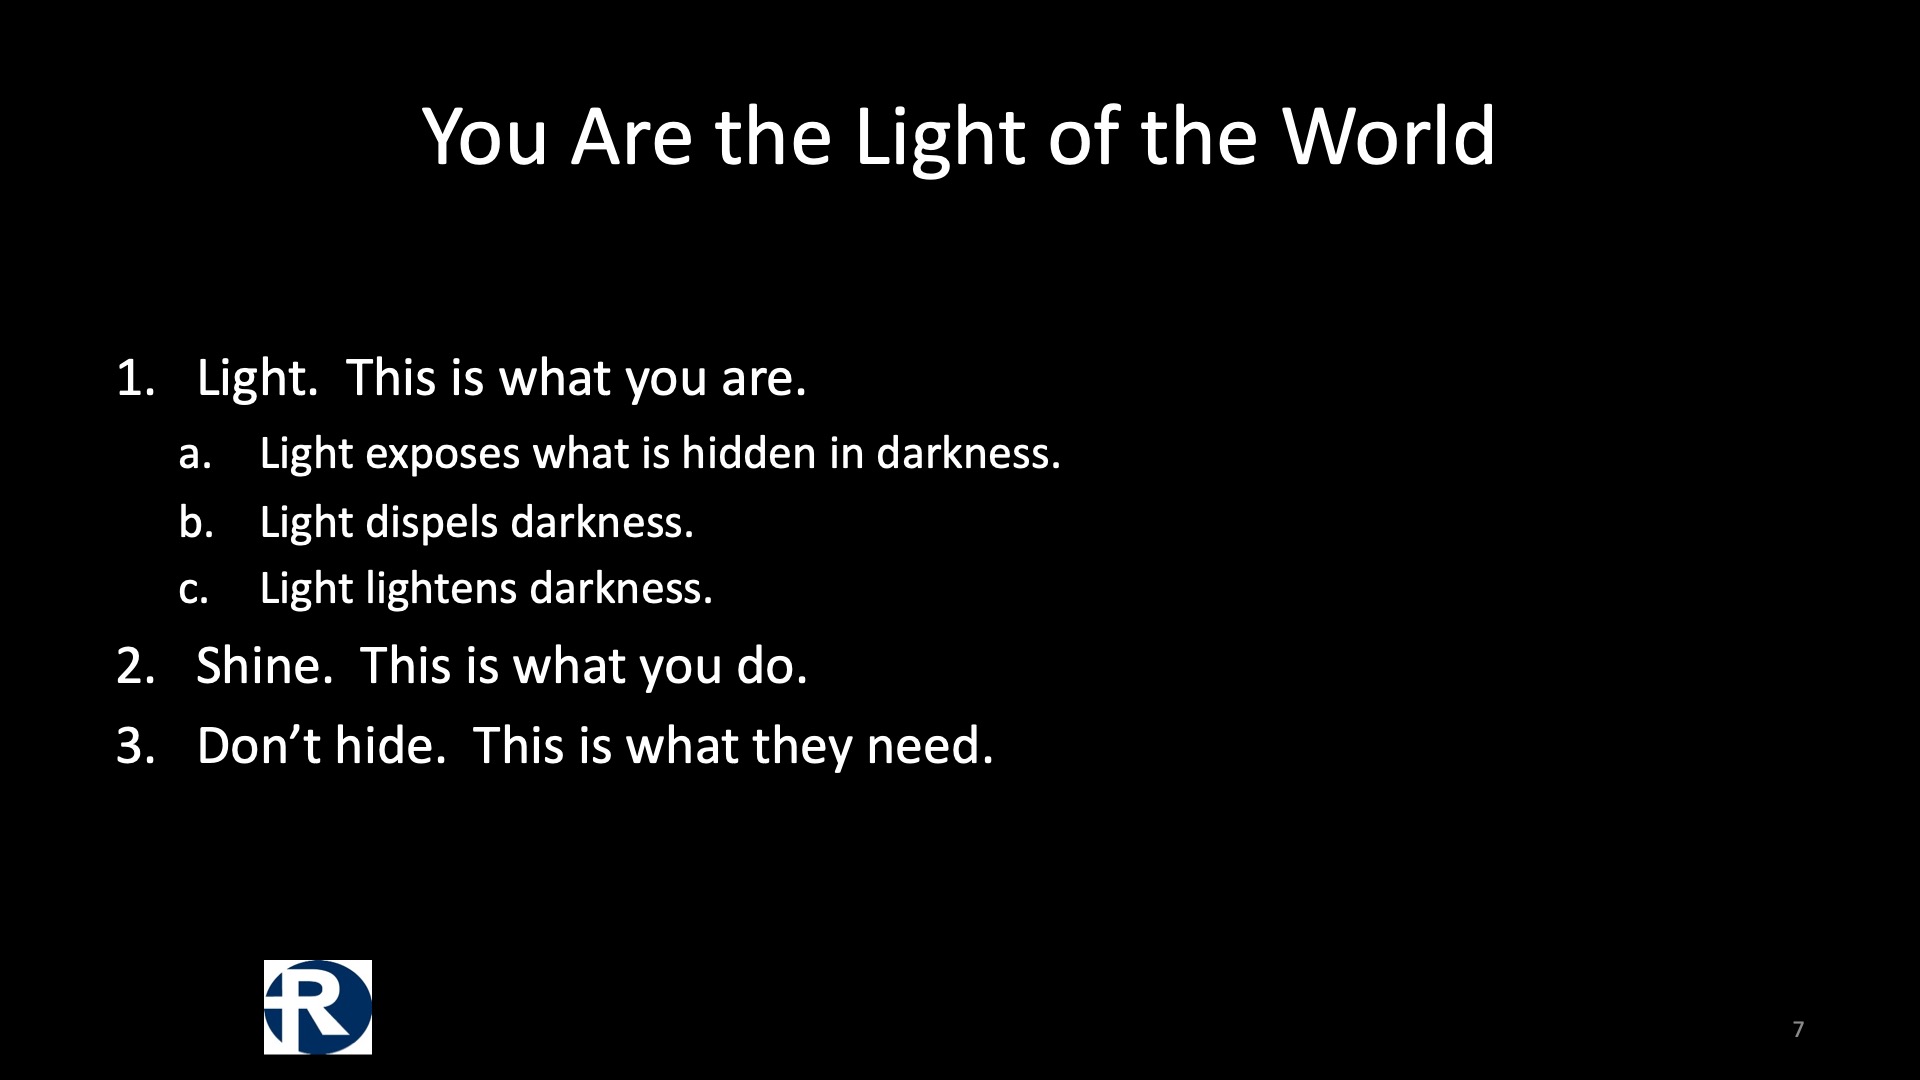 You Are the Light of the World
1. Light.  This is what you are.
a. Light exposes what is hidden in darkness.
b. Light dispels darkness.
c. Light lightens darkness.
2. Shine.  This is what you do.
3. Don’t hide.  This is what they need.
R
7